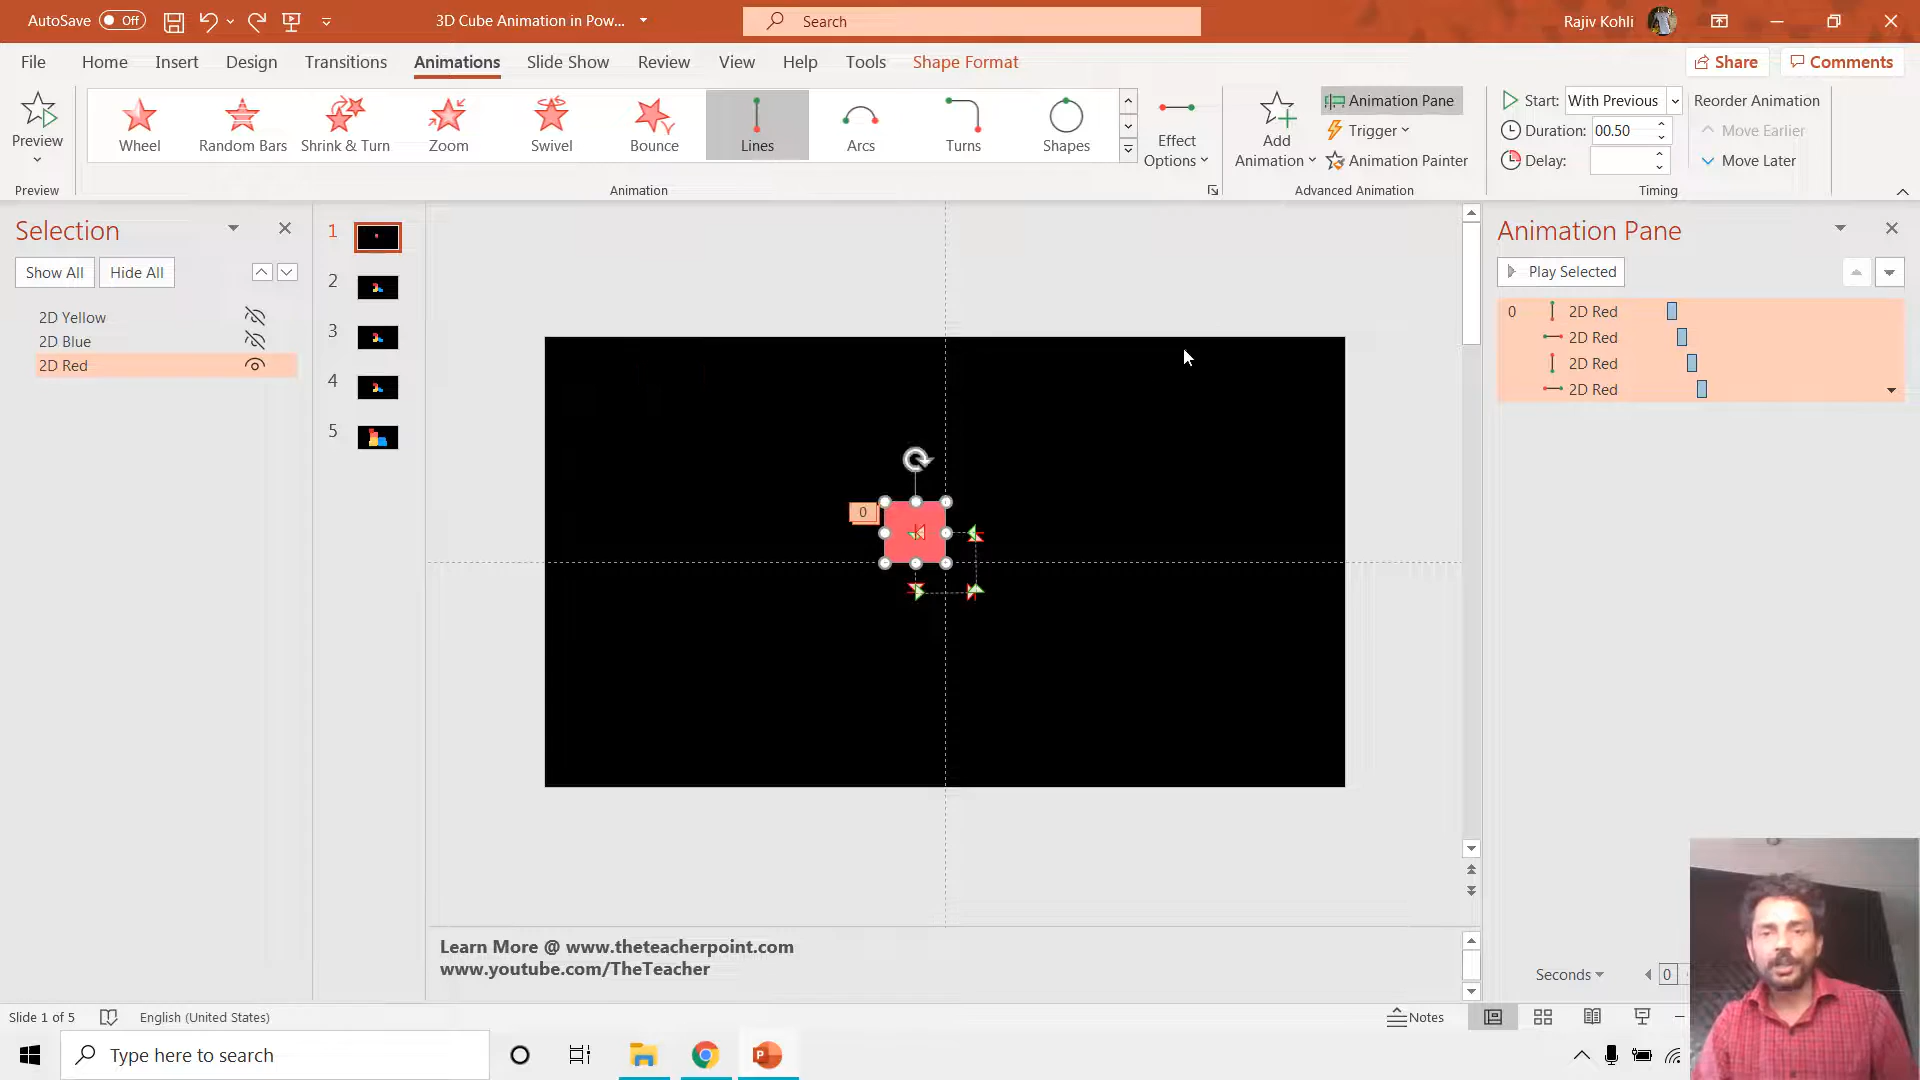 AutoSave Off 3D Cube Animation in Pow... Search Rajiv Kohli
File Home Insert Design Transitions Animations Slide Show Review View Help Tools Shape Format Share Comments
Preview
Wheel Random Bars Shrink & Turn Zoom Swivel Bounce Lines Arcs Turns Shapes
Effect Options
Add Animation
Animation Pane
Trigger
Animation Painter
Start: With Previous
Duration: 00.50
Delay:
Reorder Animation
Move Earlier
Move Later
Preview Animation Advanced Animation Timing
Selection
Show All Hide All
2D Yellow
2D Blue
2D Red
1
2
3
4
5
0
Animation Pane
Play Selected
0 2D Red
2D Red
2D Red
2D Red
Seconds 0
Learn More @ www.theteacherpoint.com
www.youtube.com/TheTeacher
Slide 1 of 5 English (United States) Notes
Type here to search